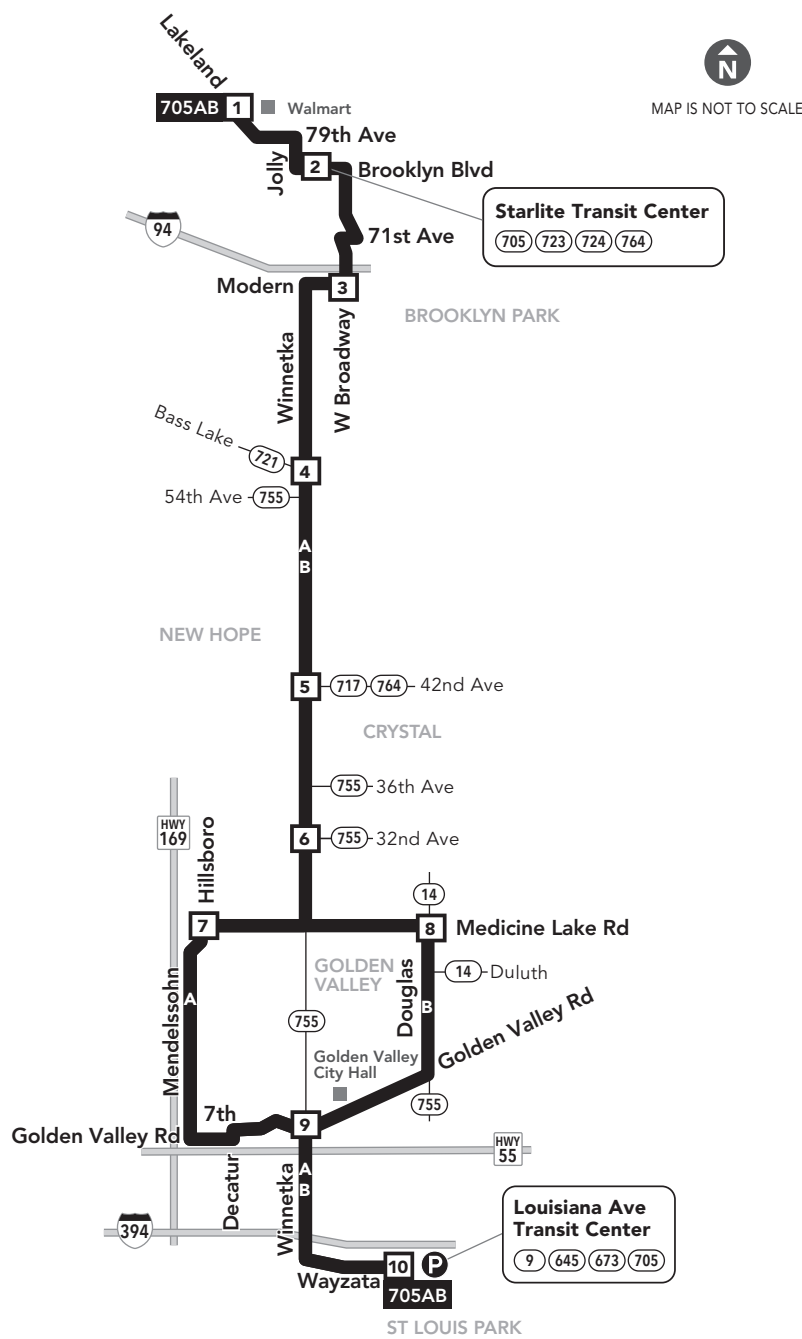 Lakeland
N
MAP IS NOT TO SCALE
705AB 1 Walmart
79th Ave
Jolly
2 Brooklyn Blvd
Starlite Transit Center
705 723 724 764
94
71st Ave
Modern 3
BROOKLYN PARK
Winnetka
W Broadway
Bass Lake 721 4
54th Ave 755
A
B
NEW HOPE
5 717 764 42nd Ave
CRYSTAL
755 36th Ave
HWY
169
Hillsboro
6 755 32nd Ave
14
7
8 Medicine Lake Rd
GOLDEN
VALLEY
Douglas
14 Duluth
Mendelssohn
A
B
755
Golden Valley Rd
Golden Valley
City Hall
755
7th
9
Golden Valley Rd
HWY
55
Decatur
Winnetka
A
B
394
Louisiana Ave
Transit Center
9 645 673 705
Wayzata 10 P
705AB
ST LOUIS PARK